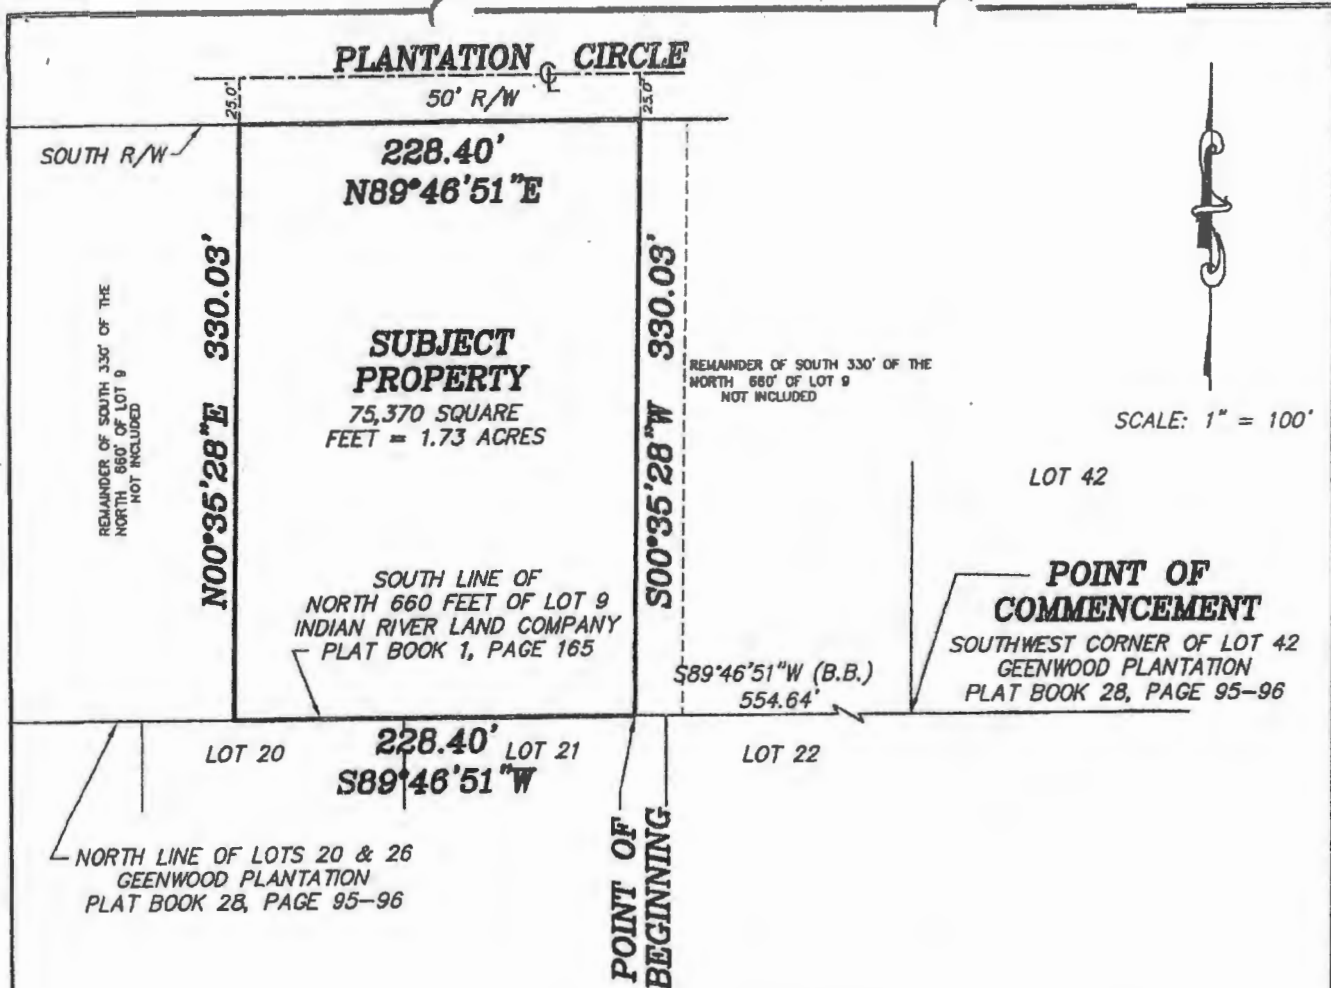 PLANTATION ℄ CIRCLE
25.0'
50' R/W
25.0'
SOUTH R/W
228.40'
N89°46'51"E
N00°35'28"E 330.03'
S00°35'28"W 330.03'
REMAINDER OF SOUTH 330' OF THE
NORTH 660' OF LOT 9
NOT INCLUDED
SUBJECT
PROPERTY
75,370 SQUARE
FEET = 1.73 ACRES
REMAINDER OF SOUTH 330' OF THE
NORTH 660' OF LOT 9
NOT INCLUDED
SCALE: 1" = 100'
LOT 42
SOUTH LINE OF
NORTH 660 FEET OF LOT 9
INDIAN RIVER LAND COMPANY
PLAT BOOK 1, PAGE 165
POINT OF
COMMENCEMENT
SOUTHWEST CORNER OF LOT 42
GEENWOOD PLANTATION
PLAT BOOK 28, PAGE 95-96
S89°46'51"W (B.B.)
554.64'
LOT 20
228.40'
S89°46'51"W
LOT 21
LOT 22
NORTH LINE OF LOTS 20 & 26
GEENWOOD PLANTATION
PLAT BOOK 28, PAGE 95-96
POINT OF
BEGINNING